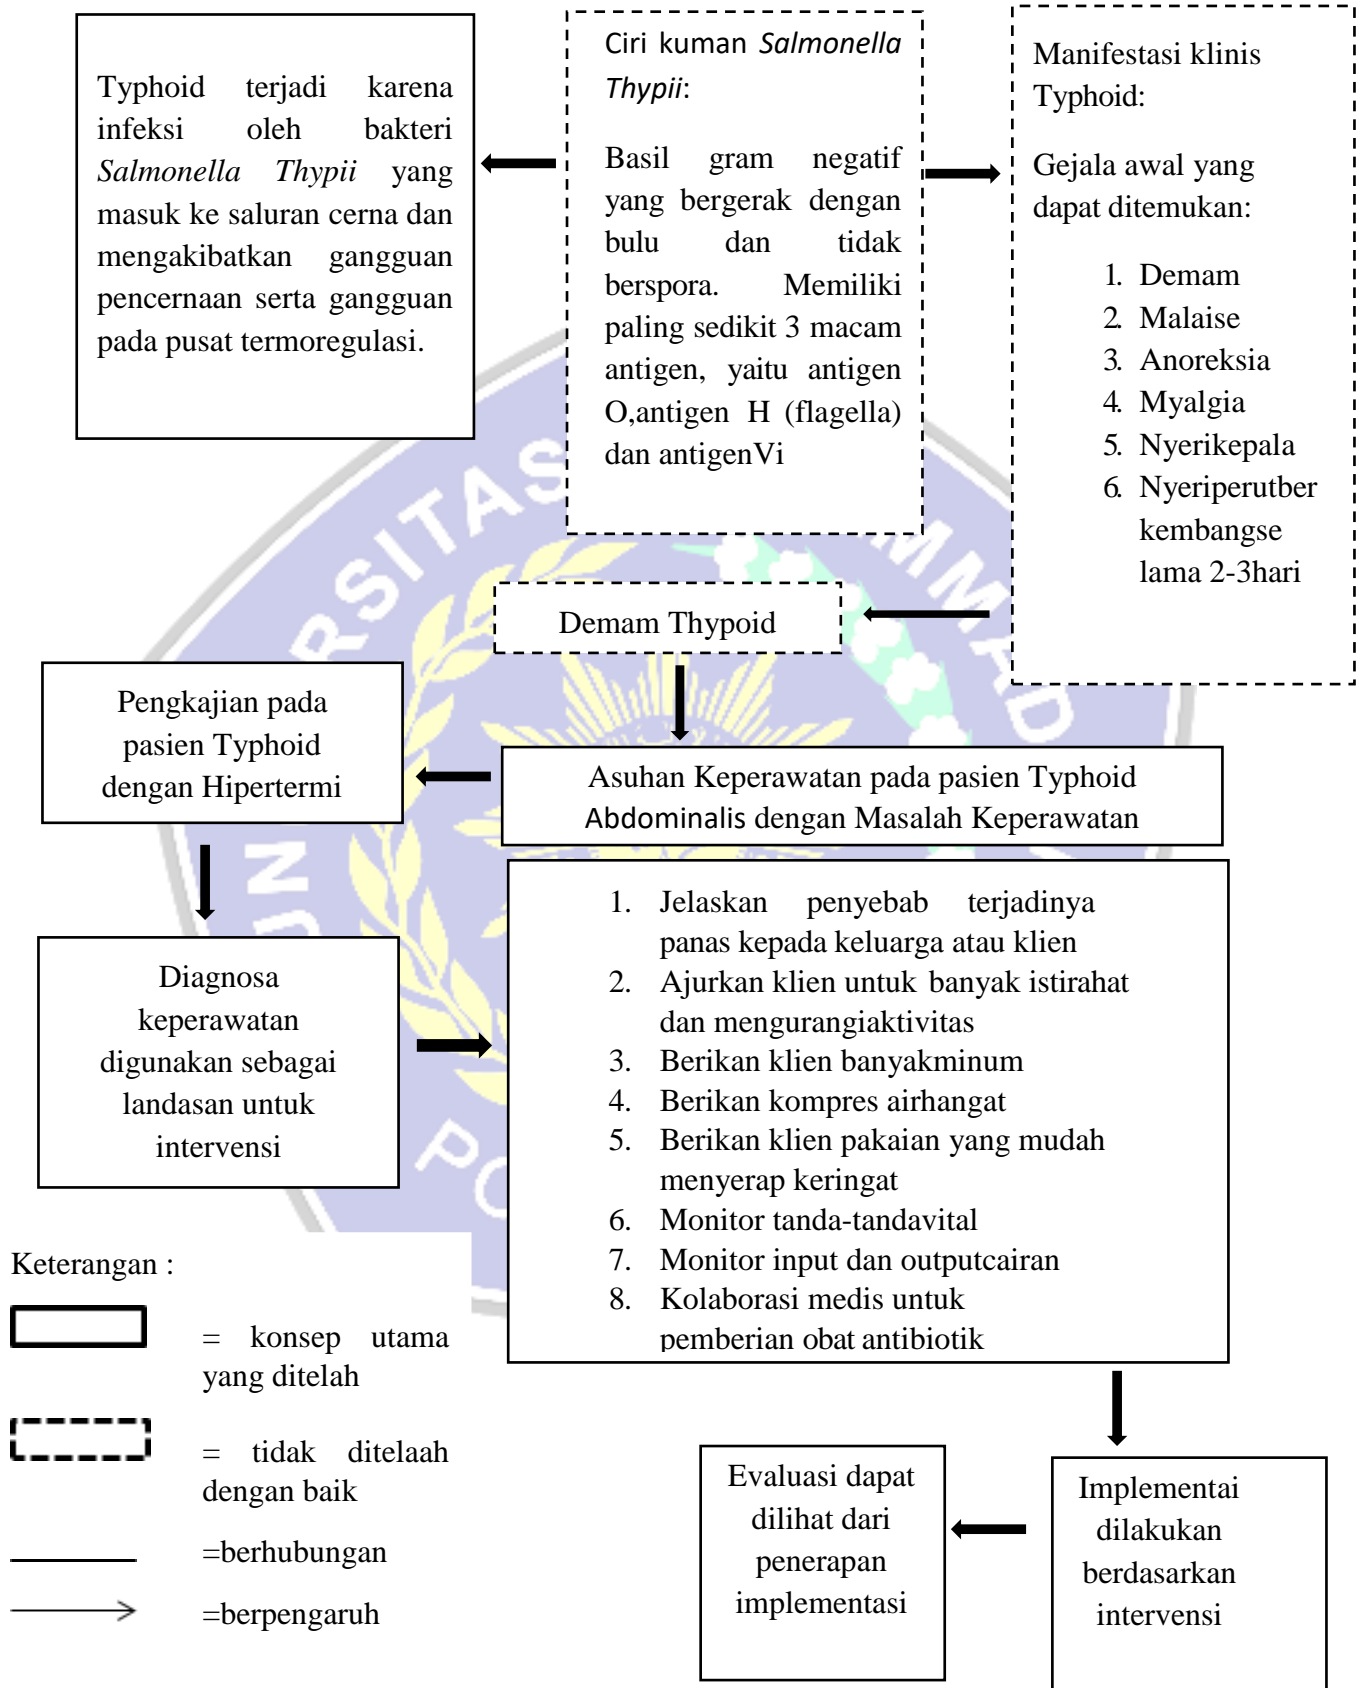 Typhoid terjadi karena
infeksi oleh bakteri
Salmonella Thypii yang
masuk ke saluran cerna dan
mengakibatkan gangguan
pencernaan serta gangguan
pada pusat termoregulasi.
Ciri kuman Salmonella
Thypii:
Basil gram negatif
yang bergerak dengan
bulu dan tidak
berspora. Memiliki
paling sedikit 3 macam
antigen, yaitu antigen
O,antigen H (flagella)
dan antigenVi
Manifestasi klinis
Typhoid:
Gejala awal yang
dapat ditemukan:
1. Demam
2. Malaise
3. Anoreksia
4. Myalgia
5. Nyerikepala
6. Nyeriperutber
kembangse
lama 2-3hari
Demam Thypoid
Pengkajian pada
pasien Typhoid
dengan Hipertermi
Asuhan Keperawatan pada pasien Typhoid
Abdominalis dengan Masalah Keperawatan
Diagnosa
keperawatan
digunakan sebagai
landasan untuk
intervensi
1. Jelaskan penyebab terjadinya
panas kepada keluarga atau klien
2. Ajurkan klien untuk banyak istirahat
dan mengurangiaktivitas
3. Berikan klien banyakminum
4. Berikan kompres airhangat
5. Berikan klien pakaian yang mudah
menyerap keringat
6. Monitor tanda-tandavital
7. Monitor input dan outputcairan
8. Kolaborasi medis untuk
pemberian obat antibiotik
Keterangan :
= konsep utama
yang ditelah
= tidak ditelaah
dengan baik
=berhubungan
=berpengaruh
Evaluasi dapat
dilihat dari
penerapan
implementasi
Implementai
dilakukan
berdasarkan
intervensi